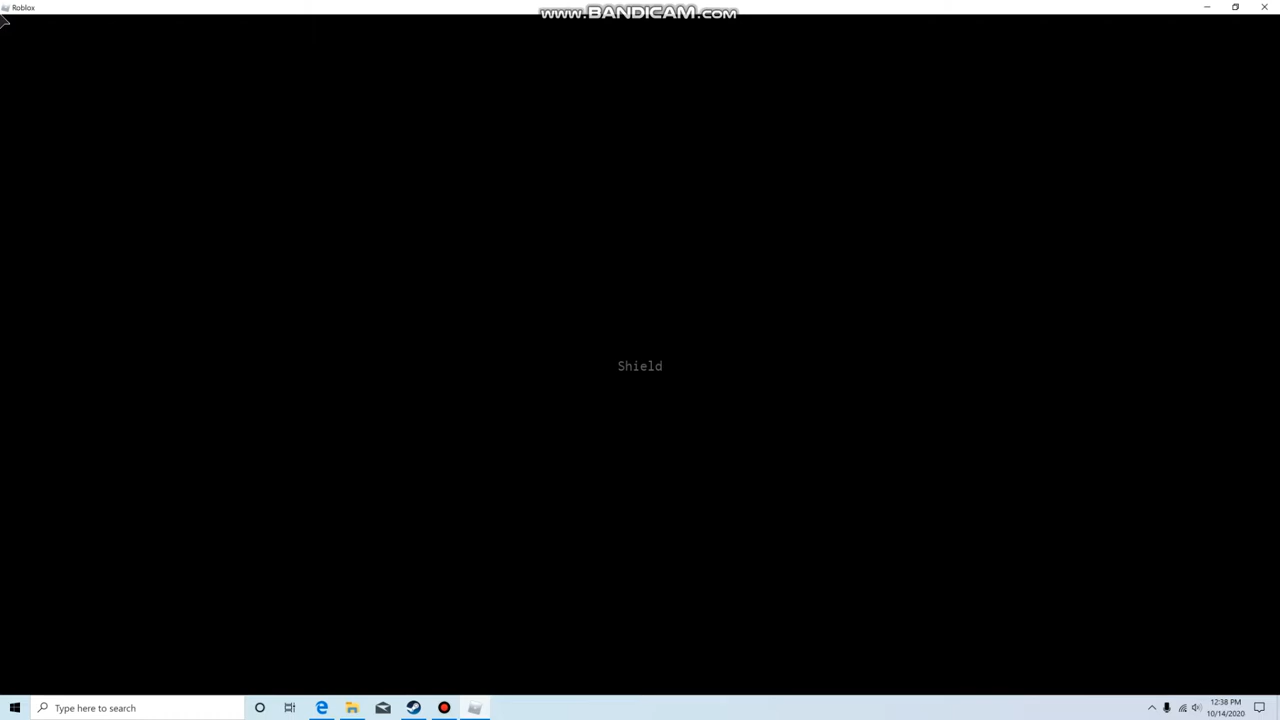 Roblox
www.BANDICAM.com
Shield
Type here to search
12:38 PM
10/14/2020